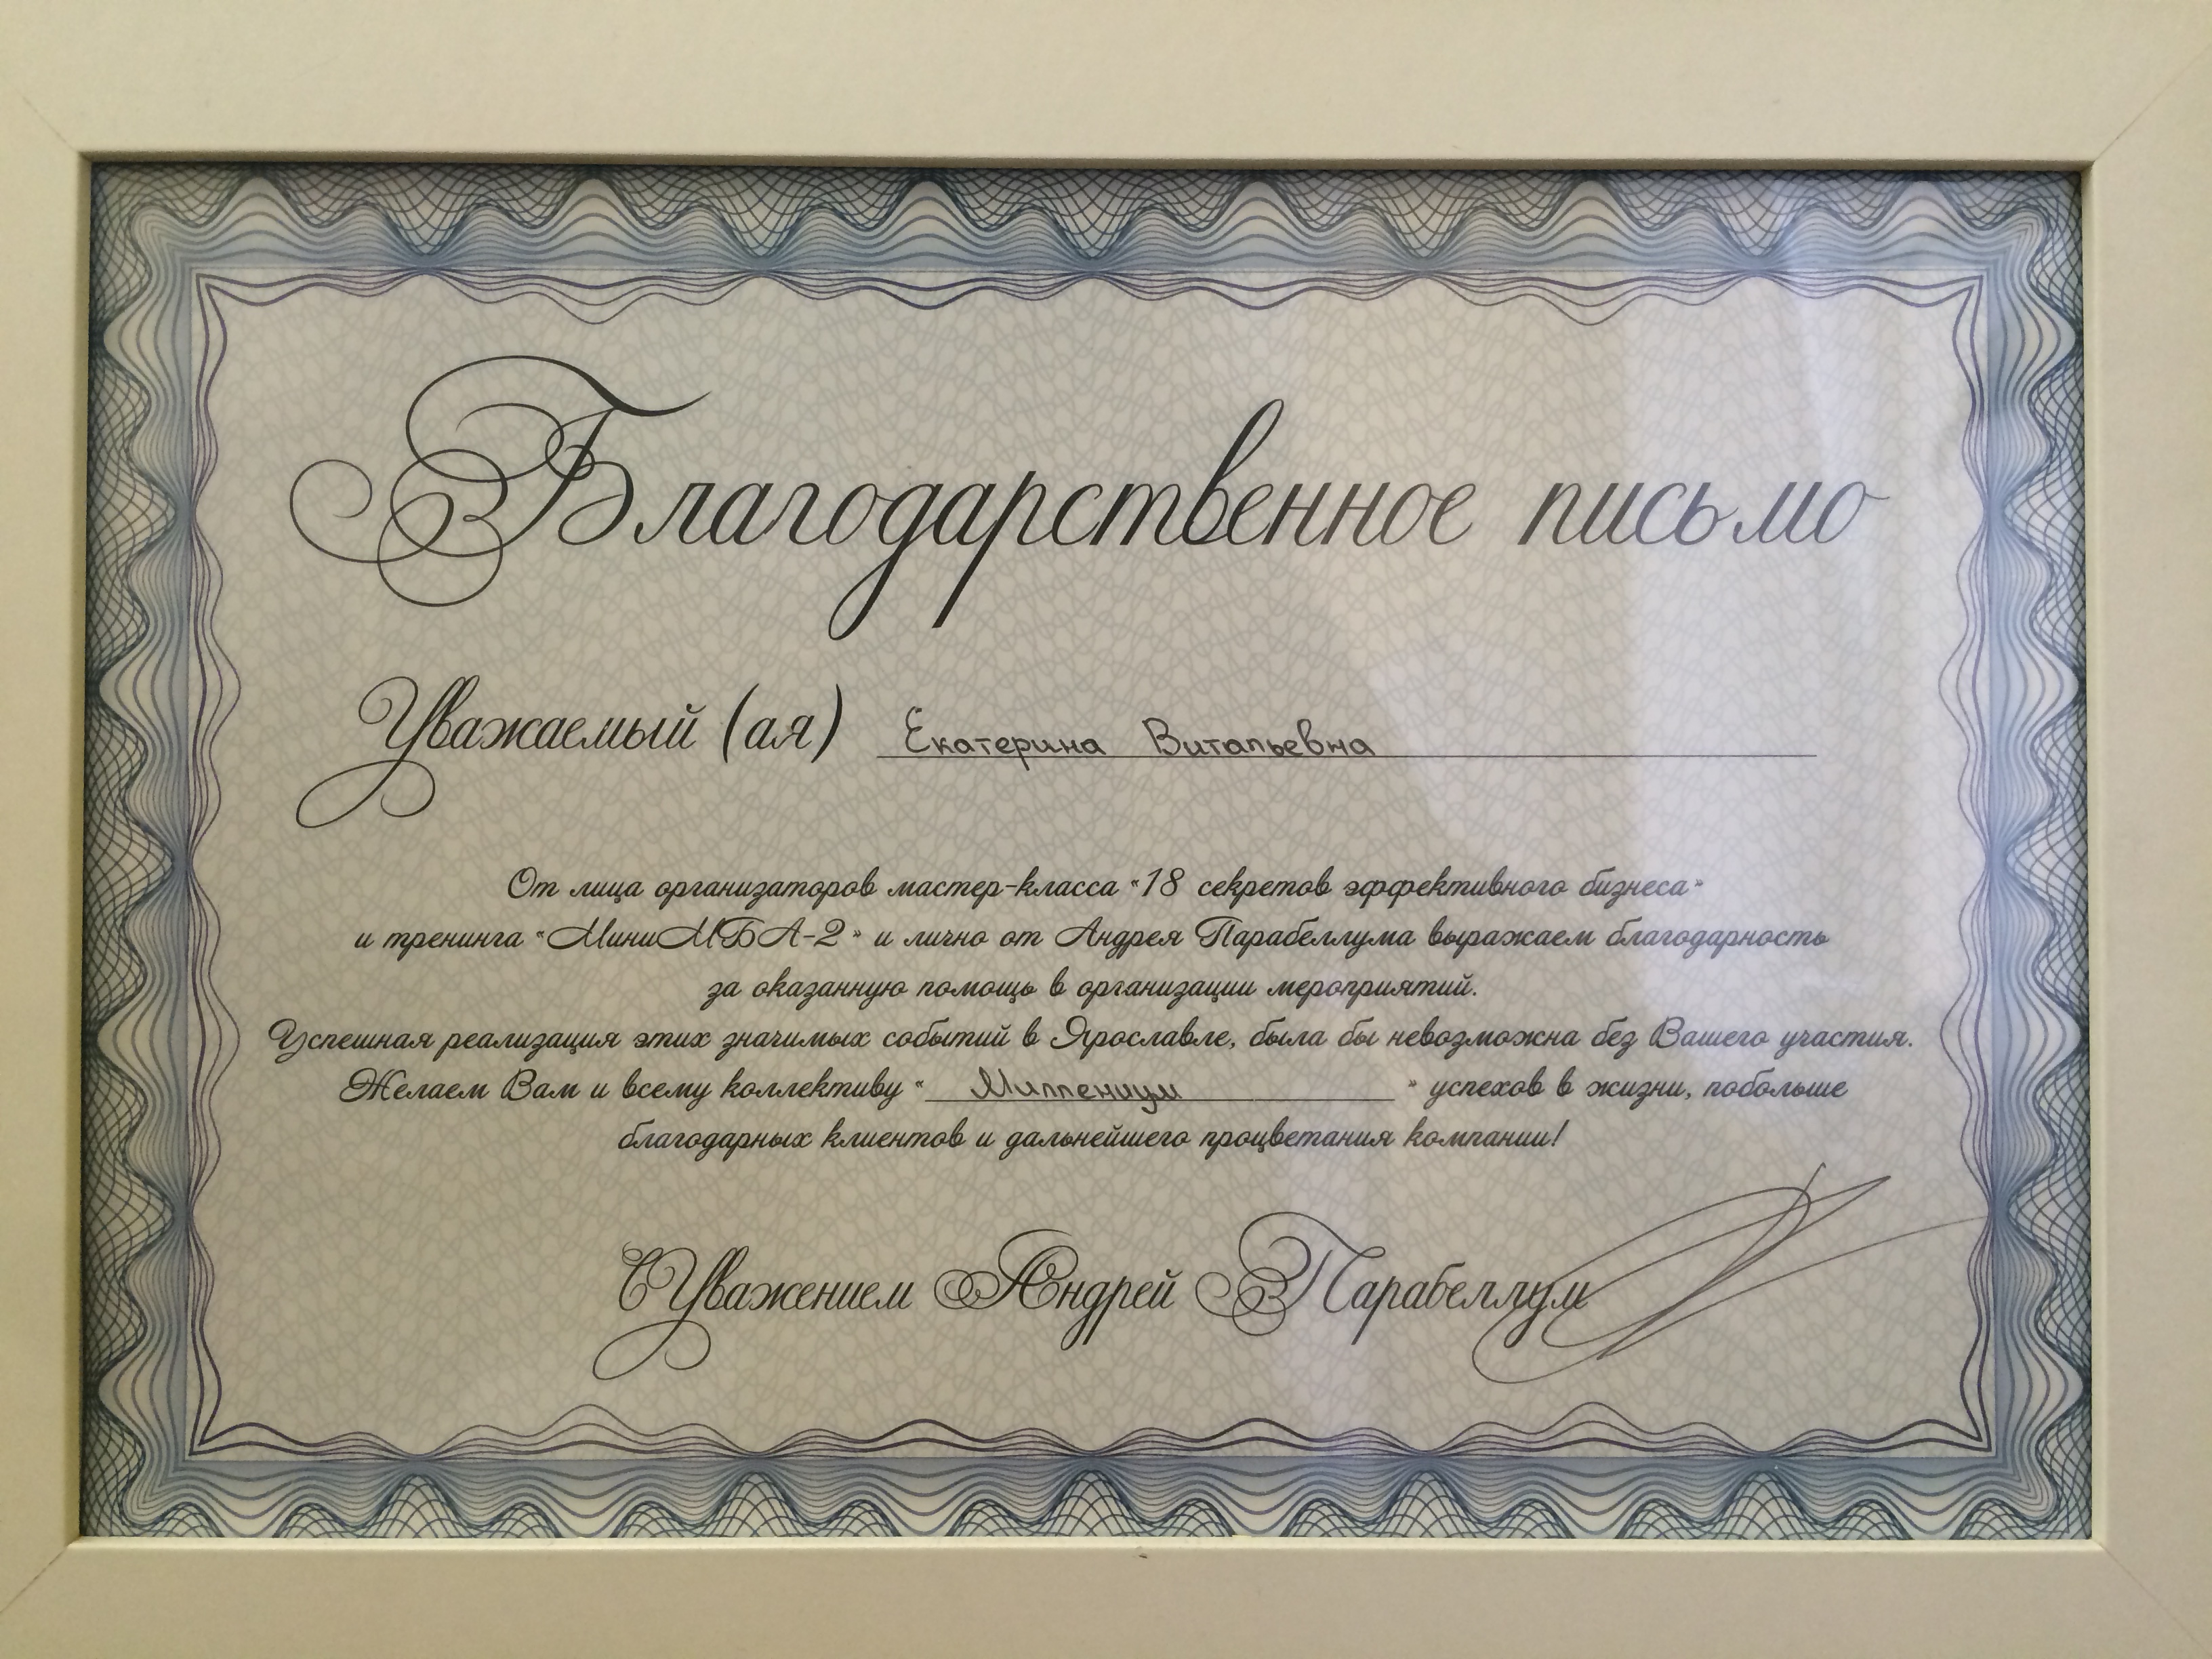 Благодарственное письмо
Уважаемый (ая) Екатерина Витальевна
От лица организаторов мастер-класса "18 секретов эффективного бизнеса"
и тренинга "МиниМБА-2" и лично от Андрея Парабеллума выражаем благодарность
за оказанную помощь в организации мероприятий.
Успешная реализация этих значимых событий в Ярославле, была бы невозможна без Вашего участия.
Желаем Вам и всему коллективу " Миллениум " успехов в жизни, побольше
благодарных клиентов и дальнейшего процветания компании!
С Уважением Андрей Парабеллум